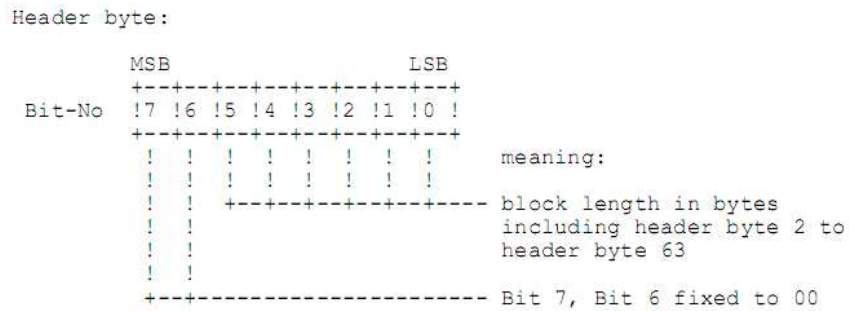 Header byte:
MSB LSB
+--+--+--+--+--+--+--+--+
Bit-No !7 !6 !5 !4 !3 !2 !1 !0 !
+--+--+--+--+--+--+--+--+
! ! ! ! ! ! ! ! meaning:
! ! ! ! ! ! ! !
! ! +--+--+--+--+--+---- block length in bytes
! ! including header byte 2 to
! ! header byte 63
! !
+--+----------------------- Bit 7, Bit 6 fixed to 00